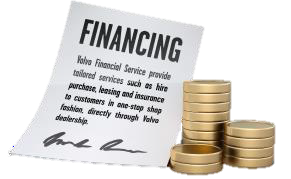 FINANCING
Volvo Financial Service provide
tailored services such as hire
purchase, leasing and insurance
to customers in one-stop shop
fashion, directly through Volvo
dealership.